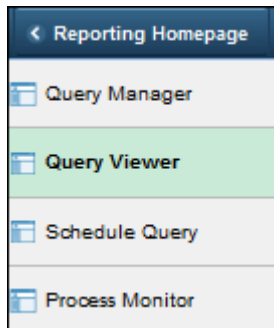 Reporting Homepage
Query Manager
Query Viewer
Schedule Query
Process Monitor